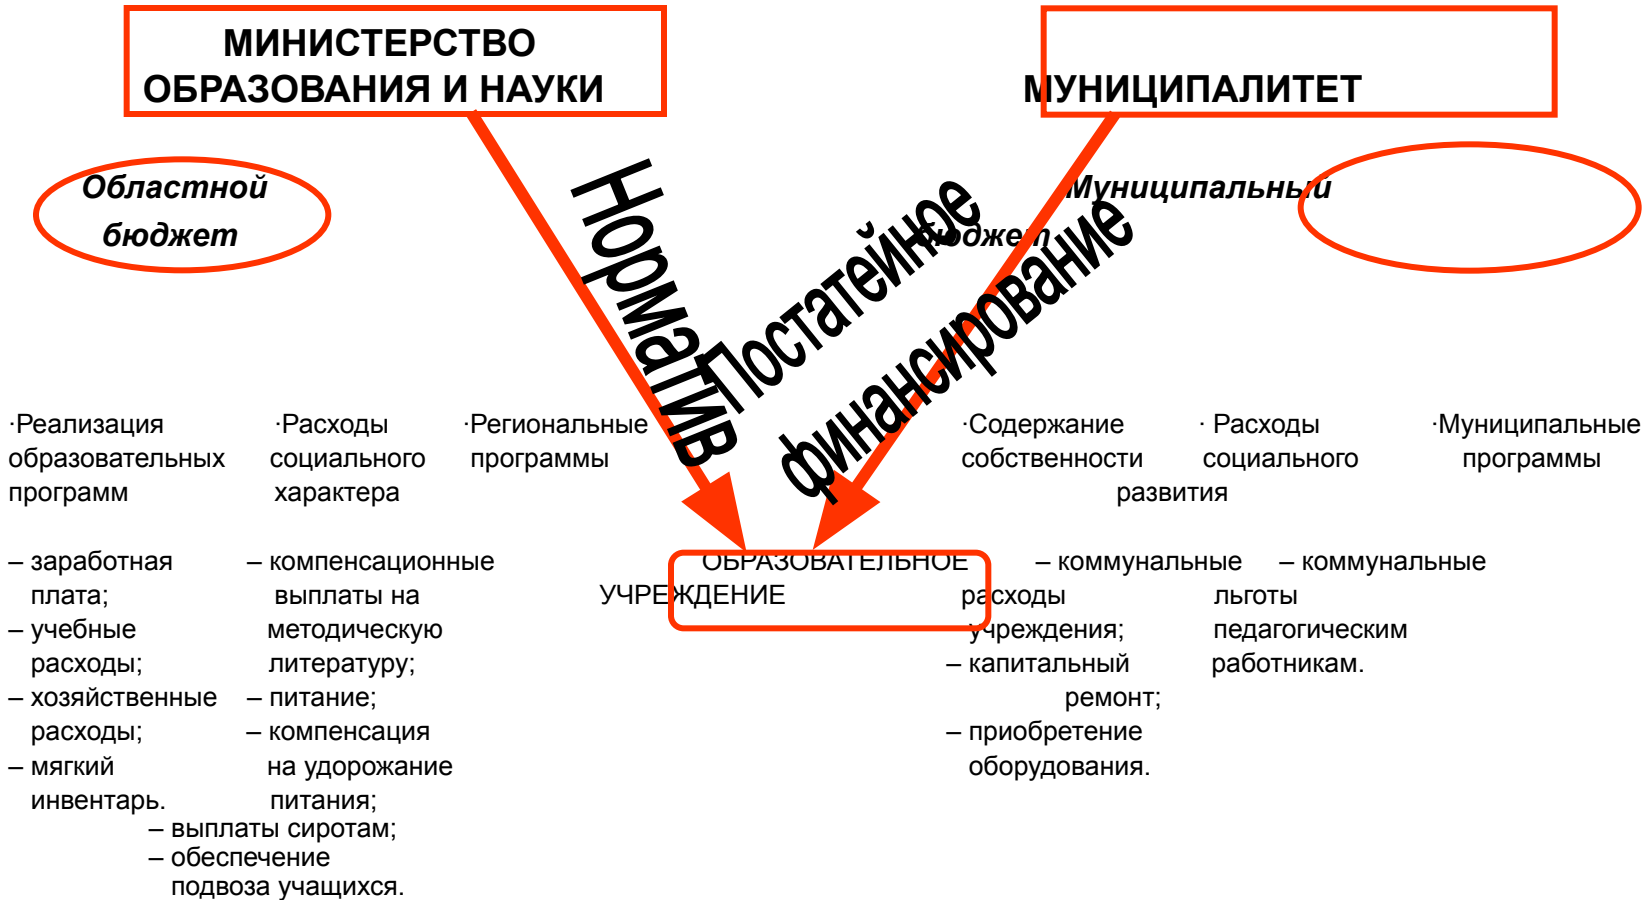 МИНИСТЕРСТВО
ОБРАЗОВАНИЯ И НАУКИ
МУНИЦИПАЛИТЕТ
Областной
бюджет
Муниципальный
бюджет
Норматив
Постатейное
финансирование
·Реализация
образовательных
программ
·Расходы
социального
характера
·Региональные
программы
·Содержание
собственности
· Расходы
социального
развития
·Муниципальные
программы
– заработная
плата;
– учебные
расходы;
– хозяйственные
расходы;
– мягкий
инвентарь.
– компенсационные
выплаты на
методическую
литературу;
– питание;
– компенсация
на удорожание
питания;
– выплаты сиротам;
– обеспечение
подвоза учащихся.
ОБРАЗОВАТЕЛЬНОЕ
УЧРЕЖДЕНИЕ
– коммунальные
расходы
учреждения;
– капитальный
ремонт;
– приобретение
оборудования.
– коммунальные
льготы
педагогическим
работникам.